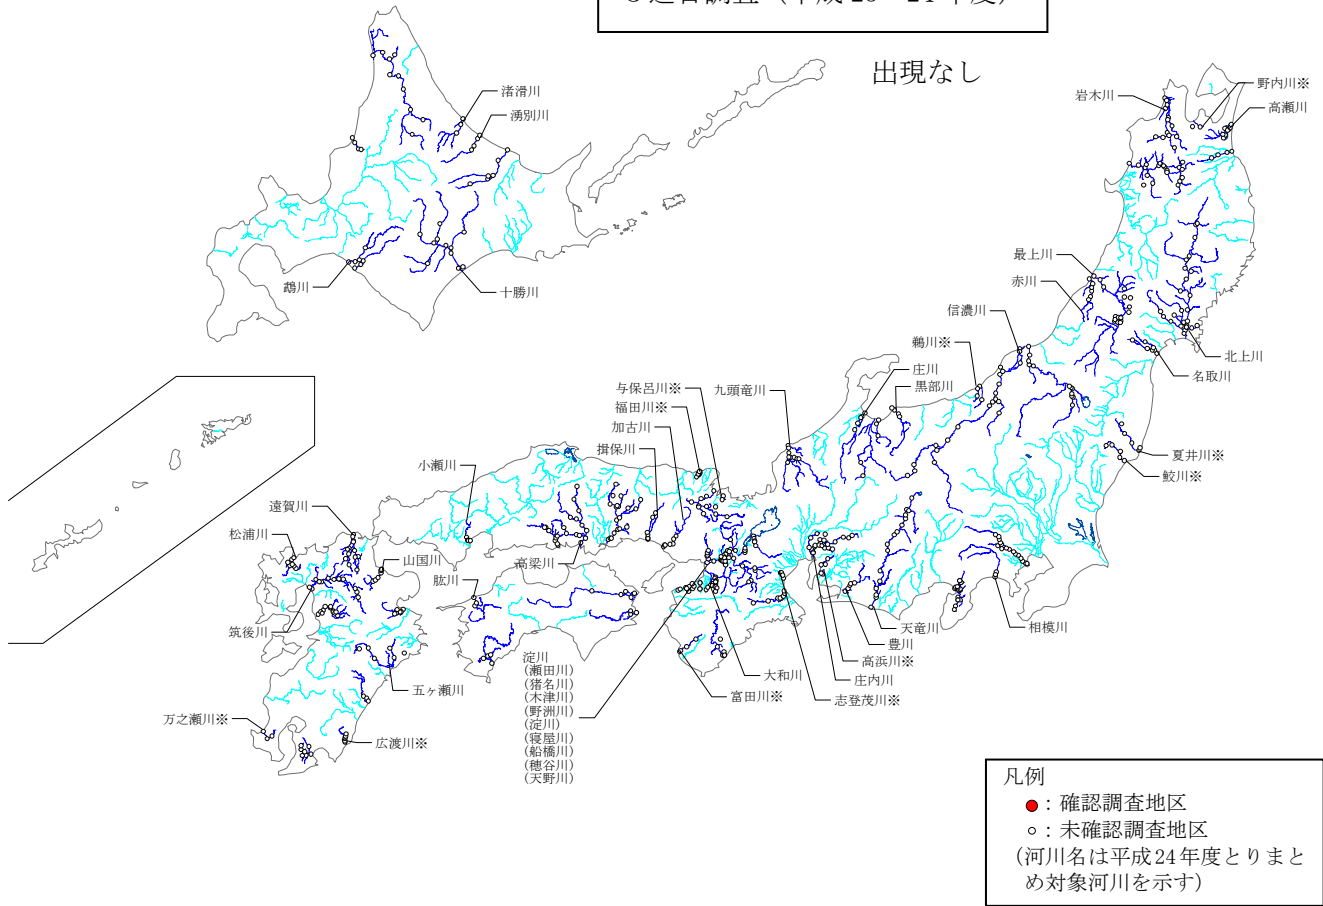 出現なし
渚滑川
湧別川
鵡川
十勝川
岩木川
野内川※
高瀬川
最上川
赤川
信濃川
鵜川※
庄川
黒部川
九頭竜川
与保呂川※
福田川※
加古川
揖保川
小瀬川
北上川
名取川
夏井川※
鮫川※
遠賀川
松浦川
山国川
肱川
高梁川
筑後川
五ヶ瀬川
万之瀬川※
広渡川※
淀川
(瀬田川)
(猪名川)
(木津川)
(野洲川)
(淀川)
(寝屋川)
(船橋川)
(穂谷川)
(天野川)
大和川
富田川※
志登茂川※
庄内川
高浜川※
豊川
天竜川
相模川
凡例
●：確認調査地区
○：未確認調査地区
(河川名は平成24年度とりまと
め対象河川を示す)